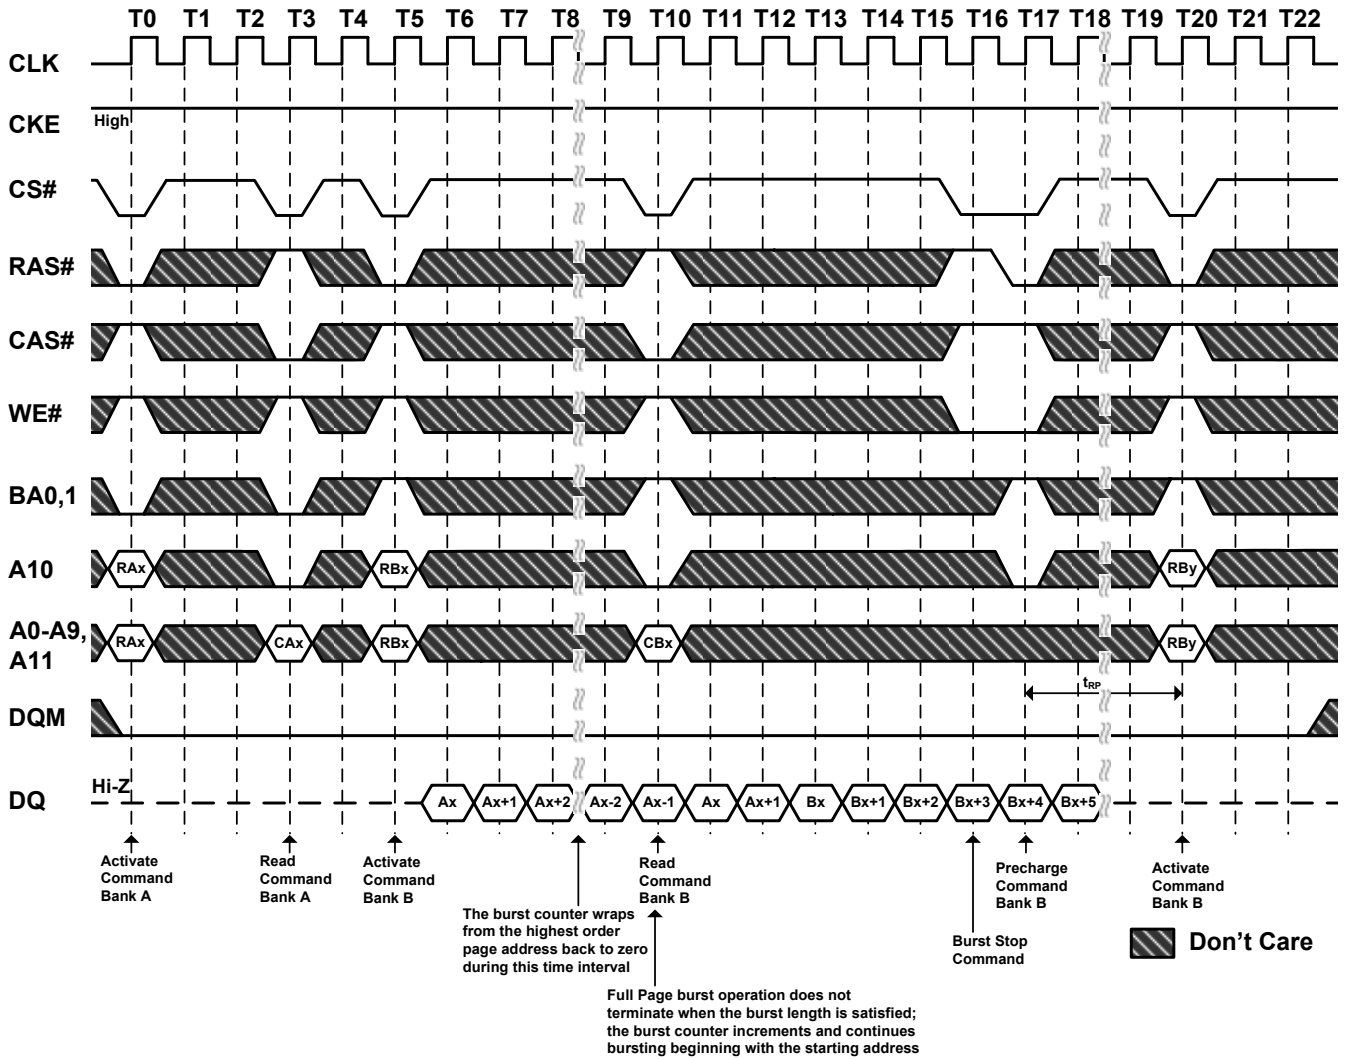 T0 T1 T2 T3 T4 T5 T6 T7 T8 T9 T10 T11 T12 T13 T14 T15 T16 T17 T18 T19 T20 T21 T22
CLK
CKE High
CS#
RAS#
CAS#
WE#
BA0,1
A10 RAx RBx RBy
A0-A9, RAx CAx RBx CBx RBy
A11
tRP
DQM
Hi-Z
DQ Ax Ax+1 Ax+2 Ax-2 Ax-1 Ax Ax+1 Bx Bx+1 Bx+2 Bx+3 Bx+4 Bx+5
Activate
Command
Bank A
Read
Command
Bank A
Activate
Command
Bank B
The burst counter wraps
from the highest order
page address back to zero
during this time interval
Read
Command
Bank B
Full Page burst operation does not
terminate when the burst length is satisfied;
the burst counter increments and continues
bursting beginning with the starting address
Burst Stop
Command
Precharge
Command
Bank B
Activate
Command
Bank B
Don't Care